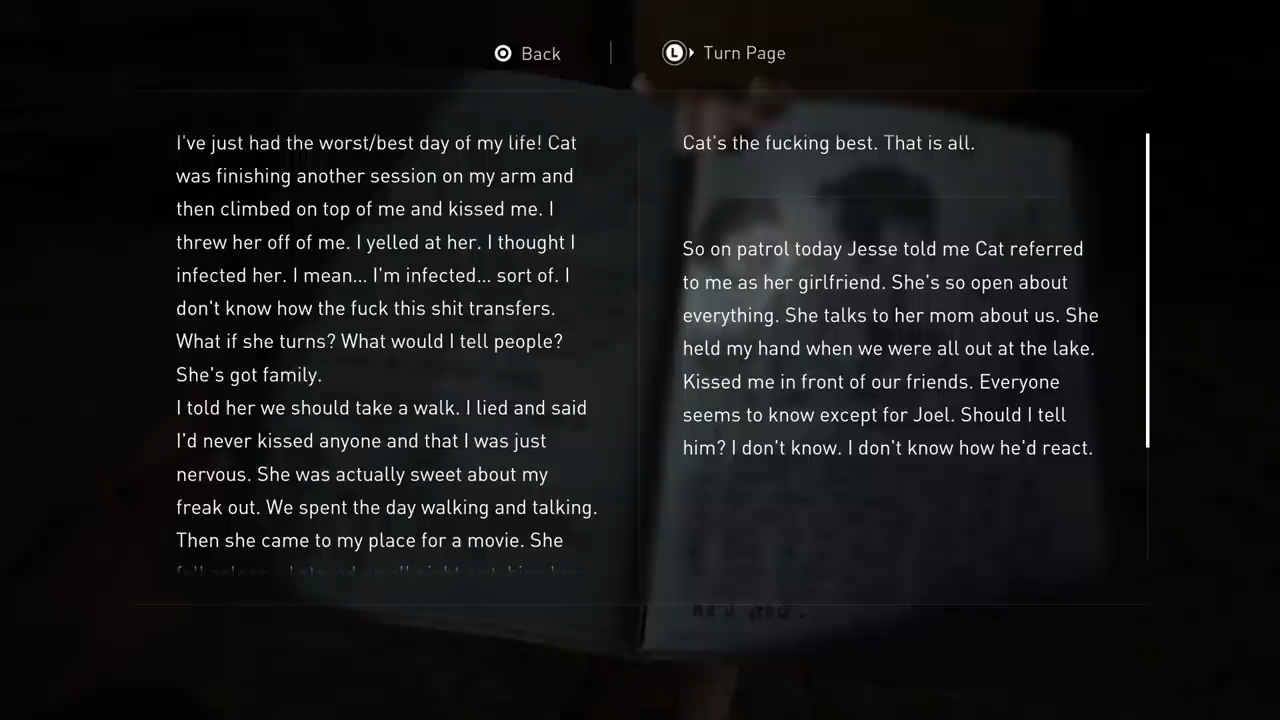 Back
L Turn Page
I've just had the worst/best day of my life! Cat
was finishing another session on my arm and
then climbed on top of me and kissed me. I
threw her off of me. I yelled at her. I thought I
infected her. I mean... I'm infected... sort of. I
don't know how the fuck this shit transfers.
What if she turns? What would I tell people?
She's got family.
I told her we should take a walk. I lied and said
I'd never kissed anyone and that I was just
nervous. She was actually sweet about my
freak out. We spent the day walking and talking.
Then she came to my place for a movie. She
Cat's the fucking best. That is all.
So on patrol today Jesse told me Cat referred
to me as her girlfriend. She's so open about
everything. She talks to her mom about us. She
held my hand when we were all out at the lake.
Kissed me in front of our friends. Everyone
seems to know except for Joel. Should I tell
him? I don't know. I don't know how he'd react.